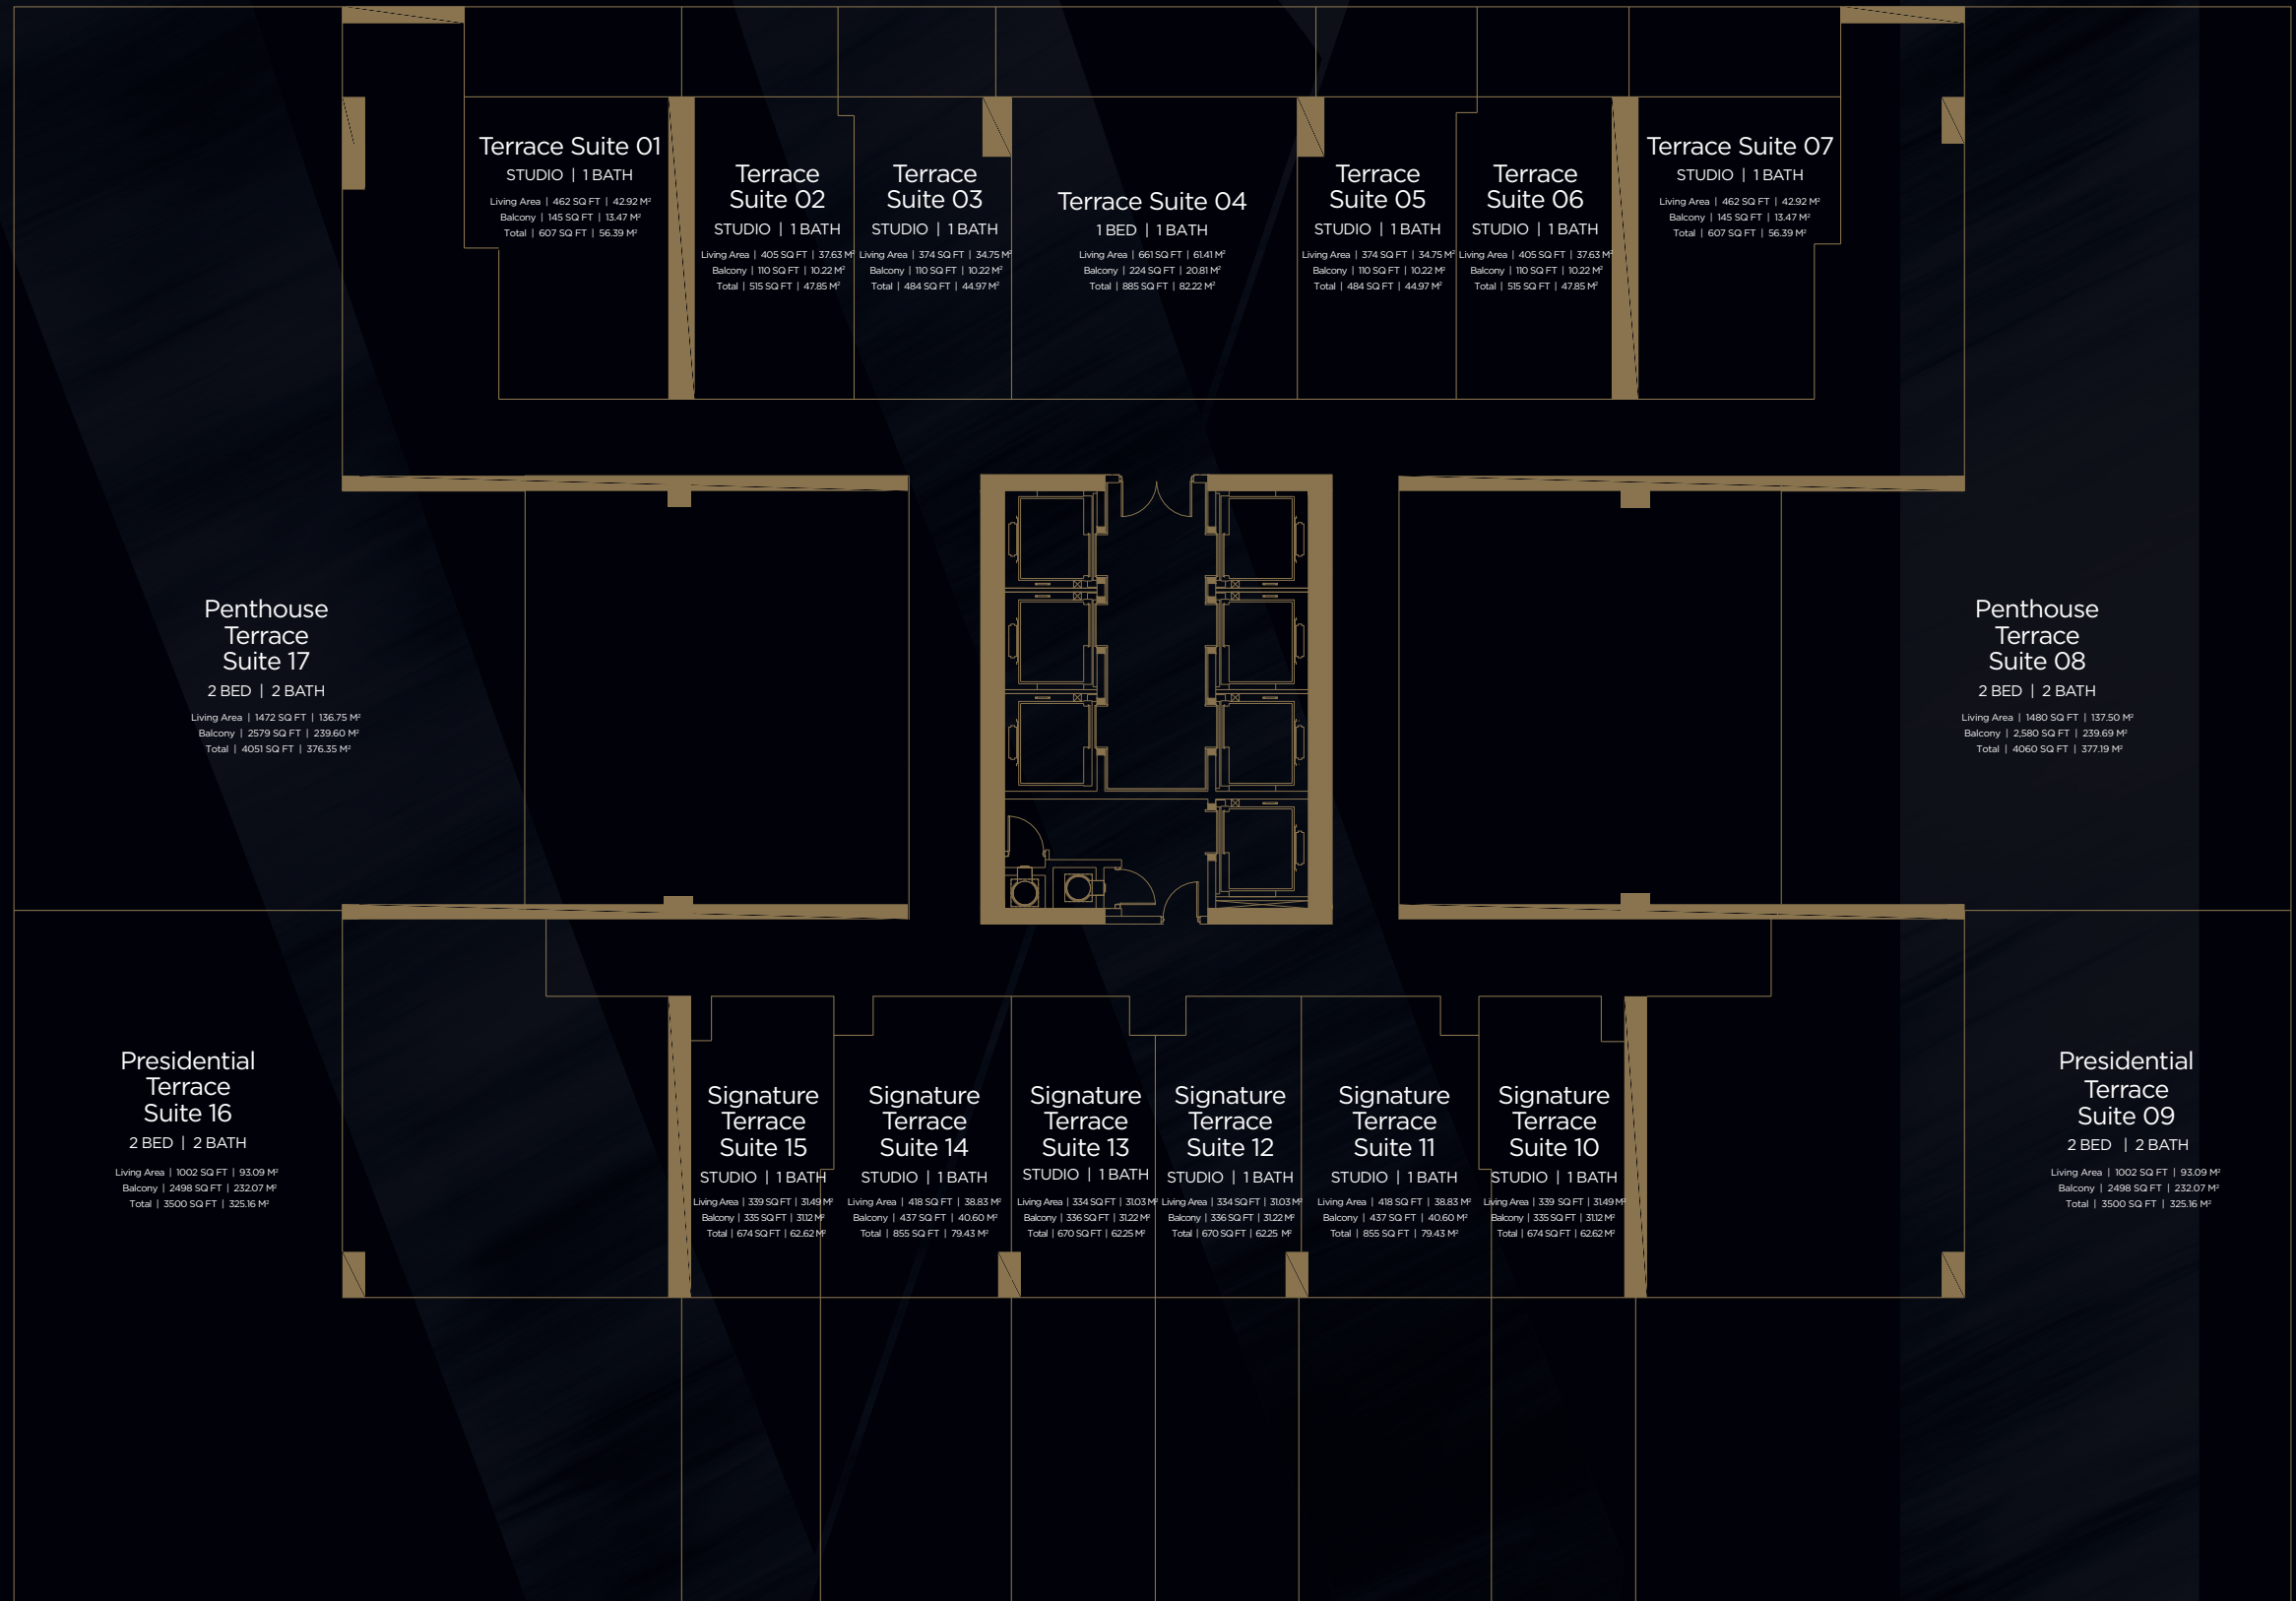 Terrace Suite 01
STUDIO | 1 BATH
Living Area | 462 SQ FT | 42.92 M²
Balcony | 145 SQ FT | 13.47 M²
Total | 607 SQ FT | 56.39 M²
Terrace
Suite 02
STUDIO | 1 BATH
Living Area | 405 SQ FT | 37.63 M²
Balcony | 110 SQ FT | 10.22 M²
Total | 515 SQ FT | 47.85 M²
Terrace
Suite 03
STUDIO | 1 BATH
Living Area | 374 SQ FT | 34.75 M²
Balcony | 110 SQ FT | 10.22 M²
Total | 484 SQ FT | 44.97 M²
Terrace Suite 04
1 BED | 1 BATH
Living Area | 661 SQ FT | 61.41 M²
Balcony | 224 SQ FT | 20.81 M²
Total | 885 SQ FT | 82.22 M²
Terrace
Suite 05
STUDIO | 1 BATH
Living Area | 374 SQ FT | 34.75 M²
Balcony | 110 SQ FT | 10.22 M²
Total | 484 SQ FT | 44.97 M²
Terrace
Suite 06
STUDIO | 1 BATH
Living Area | 405 SQ FT | 37.63 M²
Balcony | 110 SQ FT | 10.22 M²
Total | 515 SQ FT | 47.85 M²
Terrace Suite 07
STUDIO | 1 BATH
Living Area | 462 SQ FT | 42.92 M²
Balcony | 145 SQ FT | 13.47 M²
Total | 607 SQ FT | 56.39 M²
Penthouse
Terrace
Suite 17
2 BED | 2 BATH
Living Area | 1472 SQ FT | 136.75 M²
Balcony | 2579 SQ FT | 239.60 M²
Total | 4051 SQ FT | 376.35 M²
Penthouse
Terrace
Suite 08
2 BED | 2 BATH
Living Area | 1480 SQ FT | 137.50 M²
Balcony | 2,580 SQ FT | 239.69 M²
Total | 4060 SQ FT | 377.19 M²
Presidential
Terrace
Suite 16
2 BED | 2 BATH
Living Area | 1002 SQ FT | 93.09 M²
Balcony | 2498 SQ FT | 232.07 M²
Total | 3500 SQ FT | 325.16 M²
Signature
Terrace
Suite 15
STUDIO | 1 BATH
Living Area | 339 SQ FT | 31.49 M²
Balcony | 335 SQ FT | 31.12 M²
Total | 674 SQ FT | 62.62 M²
Signature
Terrace
Suite 14
STUDIO | 1 BATH
Living Area | 418 SQ FT | 38.83 M²
Balcony | 437 SQ FT | 40.60 M²
Total | 855 SQ FT | 79.43 M²
Signature
Terrace
Suite 13
STUDIO | 1 BATH
Living Area | 334 SQ FT | 31.03 M²
Balcony | 336 SQ FT | 31.22 M²
Total | 670 SQ FT | 62.25 M²
Signature
Terrace
Suite 12
STUDIO | 1 BATH
Living Area | 334 SQ FT | 31.03 M²
Balcony | 336 SQ FT | 31.22 M²
Total | 670 SQ FT | 62.25 M²
Signature
Terrace
Suite 11
STUDIO | 1 BATH
Living Area | 418 SQ FT | 38.83 M²
Balcony | 437 SQ FT | 40.60 M²
Total | 855 SQ FT | 79.43 M²
Signature
Terrace
Suite 10
STUDIO | 1 BATH
Living Area | 339 SQ FT | 31.49 M²
Balcony | 335 SQ FT | 31.12 M²
Total | 674 SQ FT | 62.62 M²
Presidential
Terrace
Suite 09
2 BED | 2 BATH
Living Area | 1002 SQ FT | 93.09 M²
Balcony | 2498 SQ FT | 232.07 M²
Total | 3500 SQ FT | 325.16 M²